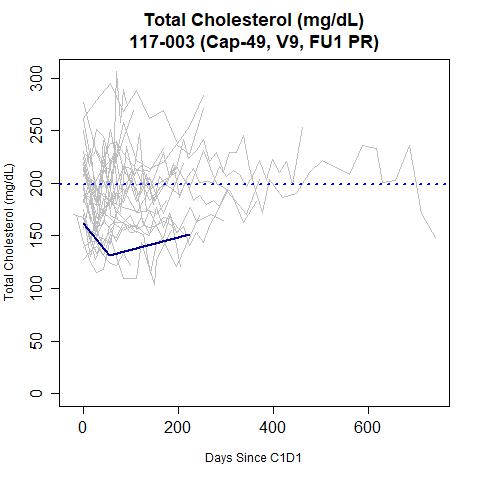 Total Cholesterol (mg/dL)
117-003 (Cap-49, V9, FU1 PR)
Total Cholesterol (mg/dL)
300
250
200
150
100
50
0
0 200 400 600
Days Since C1D1